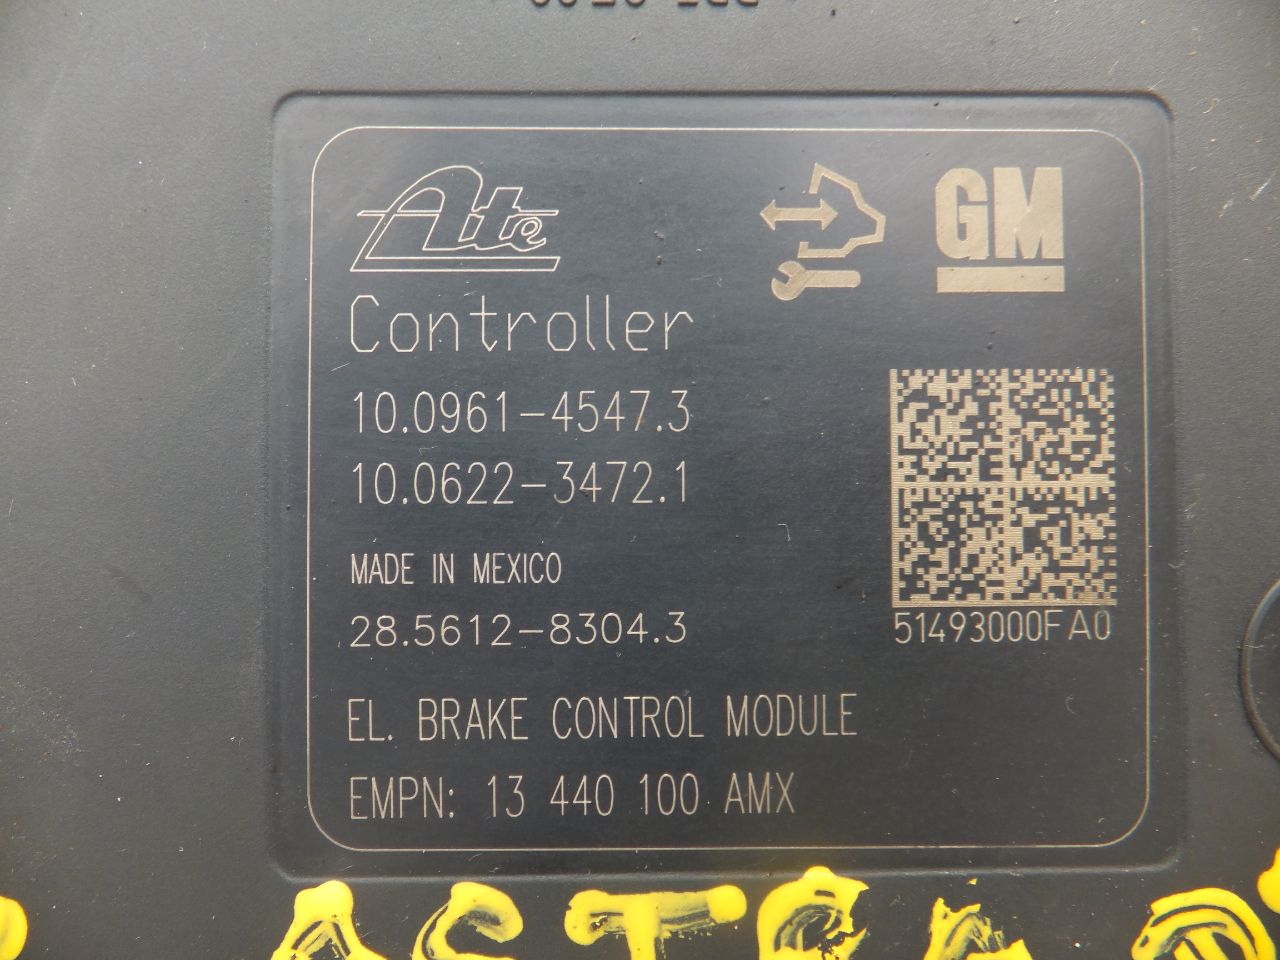 Ate
GM
Controller
10.0961-4547.3
10.0622-3472.1
MADE IN MEXICO
28.5612-8304.3
51493000FA0
EL. BRAKE CONTROL MODULE
EMPN: 13 440 100 AMX
ASTRA